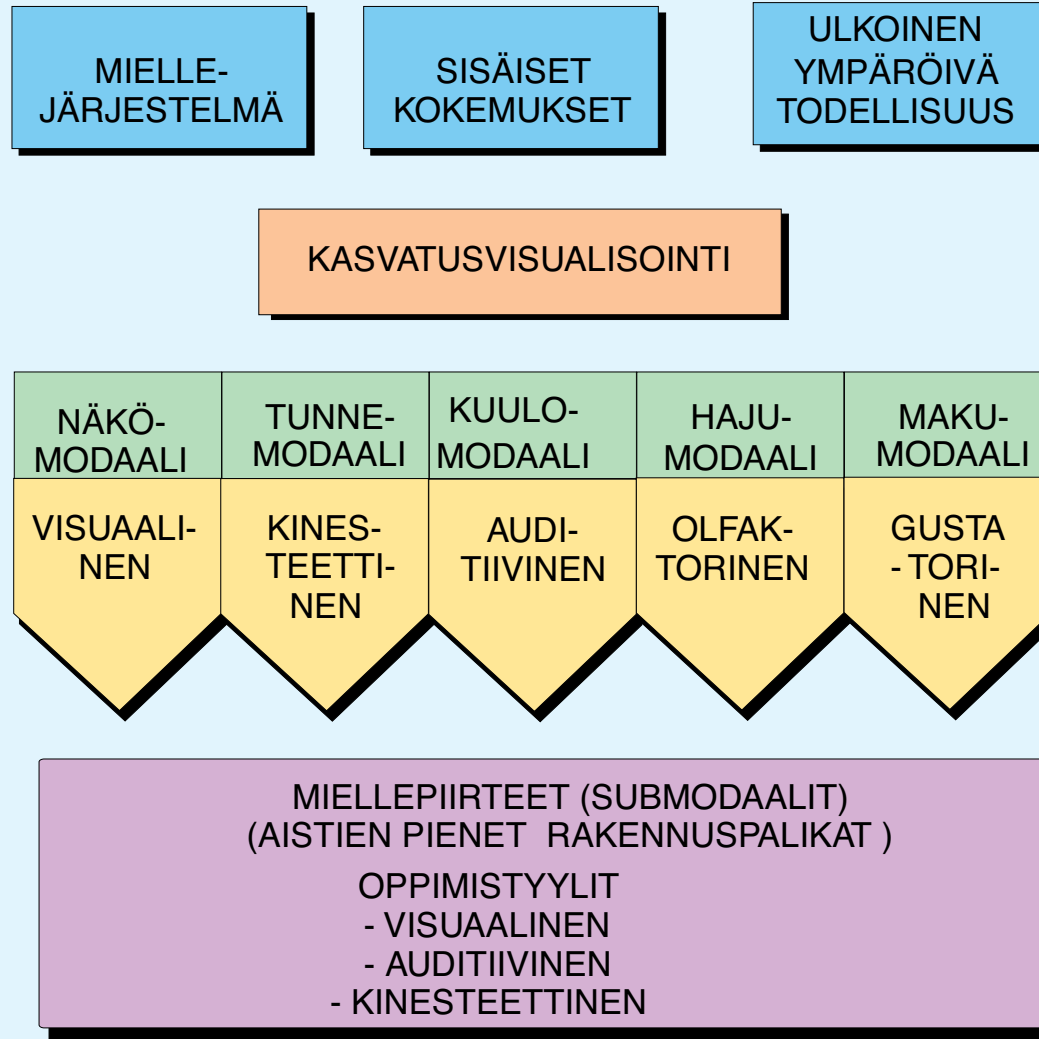 MIELLE-
JÄRJESTELMÄ
SISÄISET
KOKEMUKSET
ULKOINEN
YMPÄRÖIVÄ
TODELLISUUS
KASVATUSVISUALISOINTI
NÄKÖ-
MODAALI
TUNNE-
MODAALI
KUULO-
MODAALI
HAJU-
MODAALI
MAKU-
MODAALI
VISUAALI-
NEN
KINES-
TEETTI-
NEN
AUDI-
TIIVINEN
OLFAK-
TORINEN
GUSTA
- TORI-
NEN
MIELLEPIIRTEET (SUBMODAALIT)
(AISTIEN PIENET RAKENNUSPALIKAT )
OPPIMISTYYLIT
- VISUAALINEN
- AUDITIIVINEN
- KINESTEETTINEN